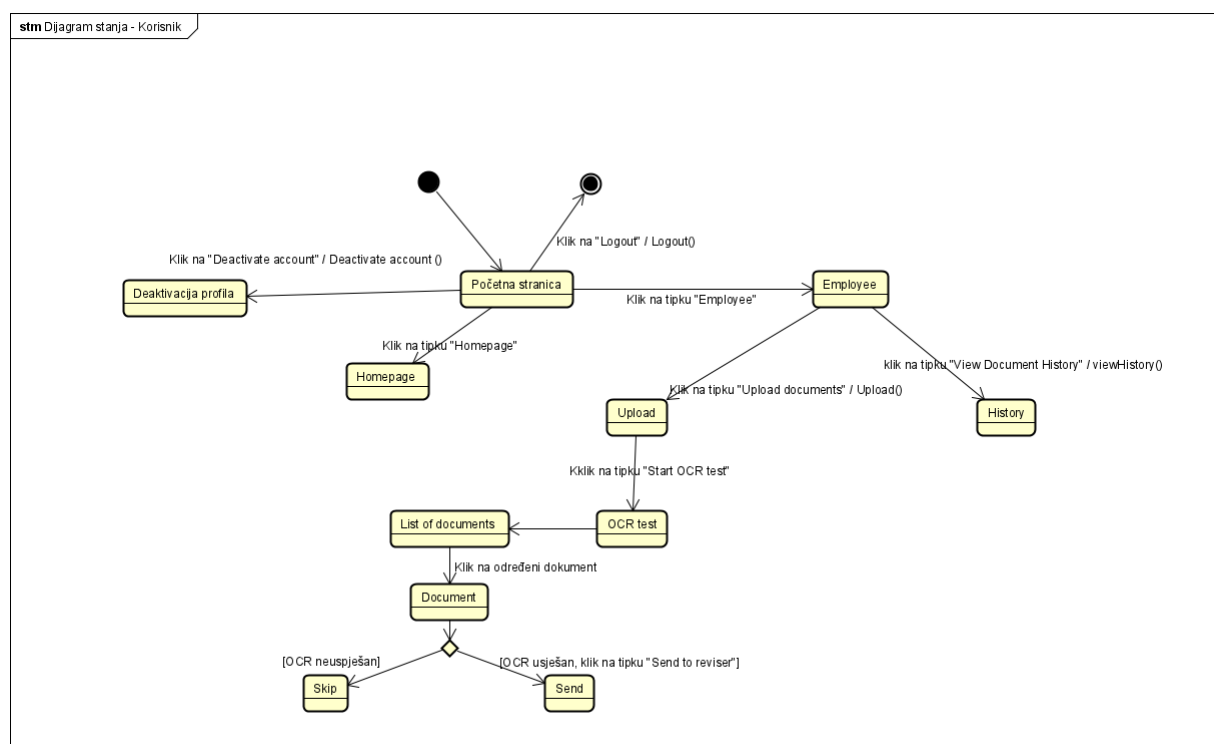 stm Dijagram stanja - Korisnik
Klik na "Logout" / Logout()
Klik na "Deactivate account" / Deactivate account ()
Deaktivacija profila
Početna stranica
Klik na tipku "Employee"
Employee
Klik na tipku "Homepage"
Homepage
klik na tipku "View Document History" / viewHistory()
Klik na tipku "Upload documents" / Upload()
Upload
History
Kklik na tipku "Start OCR test"
List of documents
OCR test
Klik na određeni dokument
Document
[OCR neuspješan]
[OCR usješan, klik na tipku "Send to reviser"]
Skip
Send